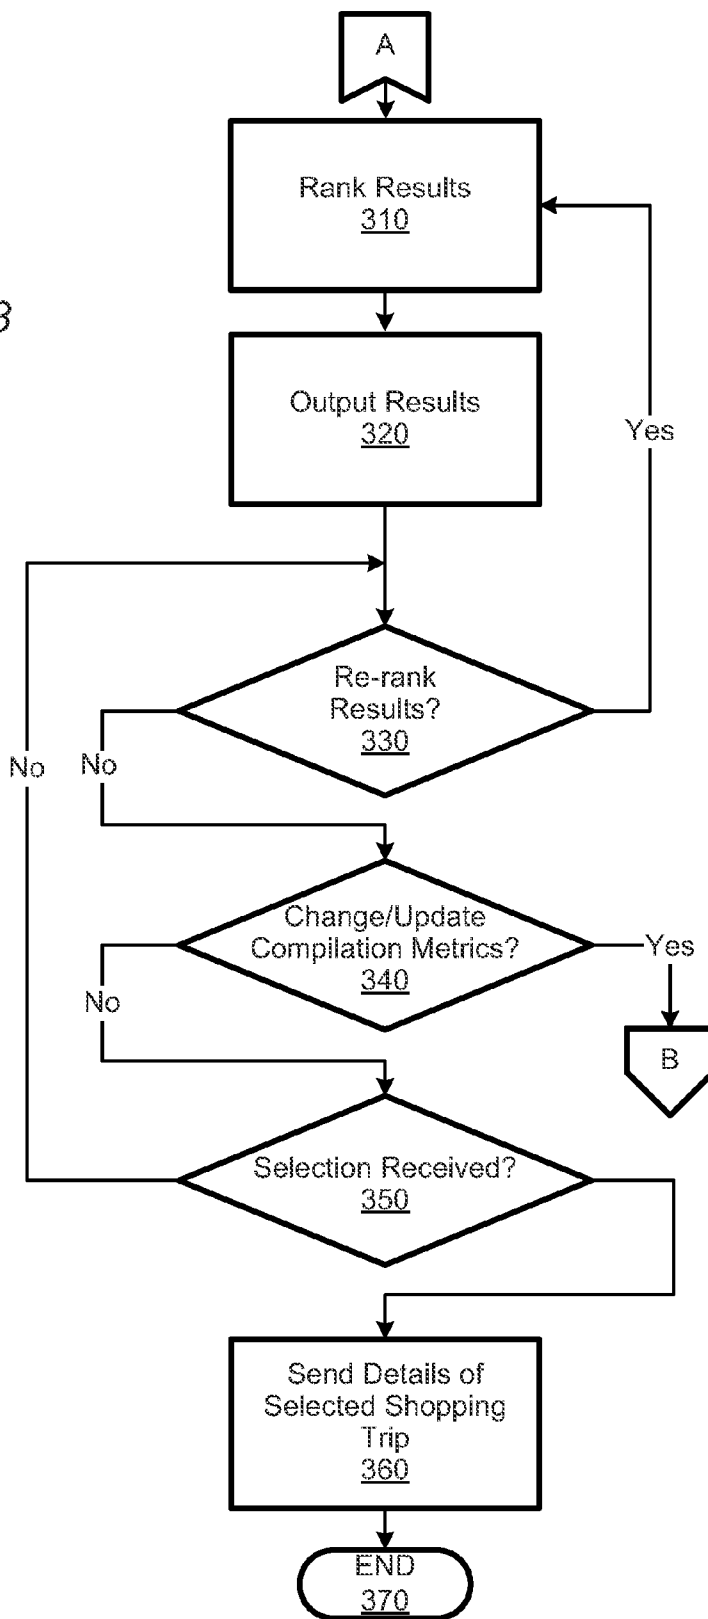 A
Rank Results
310
3
Output Results
320
Yes
Re-rank
Results?
330
No
No
Change/Update
Compilation Metrics?
340
Yes
No
B
Selection Received?
350
Send Details of
Selected Shopping
Trip
360
END
370